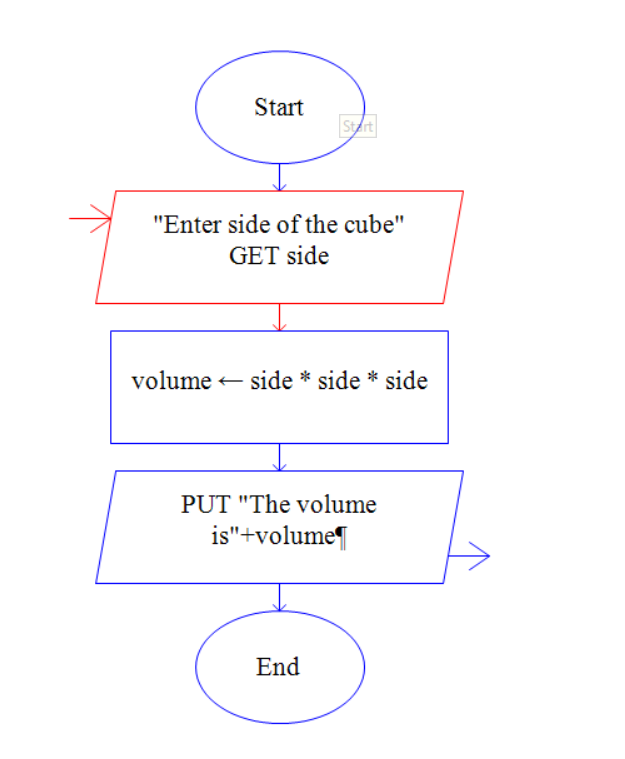 Start
Start
"Enter side of the cube"
GET side
volume ← side * side * side
PUT "The volume
is"+volume¶
End